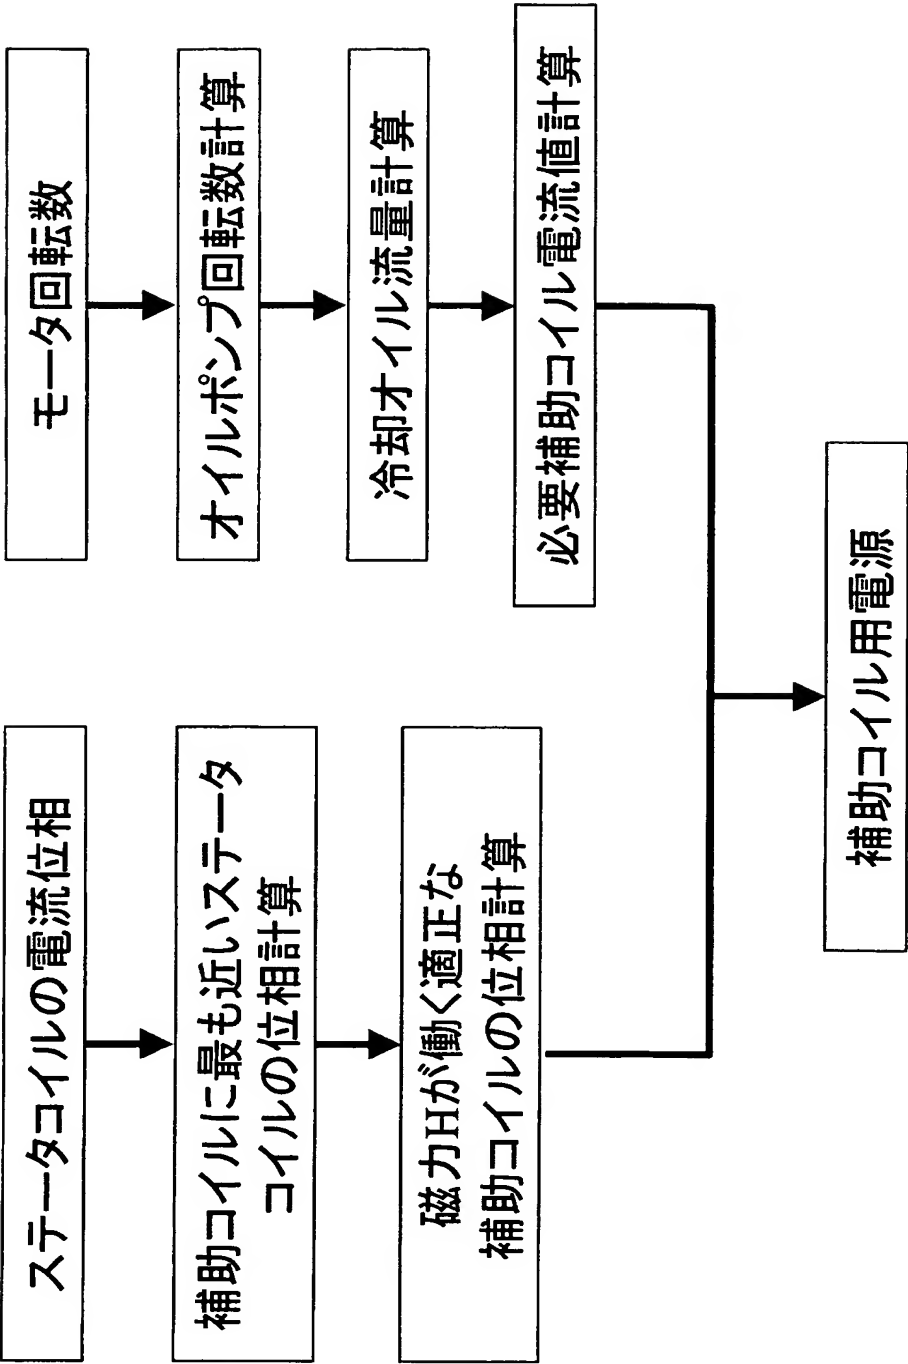 ステータコイルの電流位相
補助コイルに最も近いステータ
コイルの位相計算
磁力Hが働く適正な
補助コイルの位相計算
モータ回転数
オイルポンプ回転数計算
冷却オイル流量計算
必要補助コイル電流値計算
補助コイル用電源